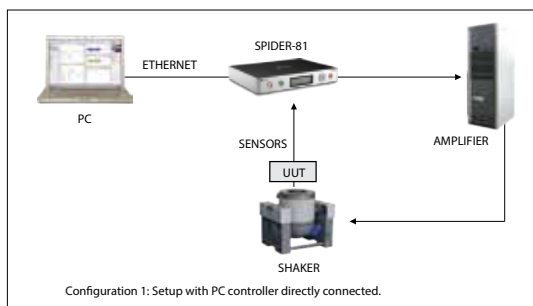 SPIDER-81
ETHERNET
PC
AMPLIFIER
SENSORS
UUT
SHAKER
Configuration 1: Setup with PC controller directly connected.